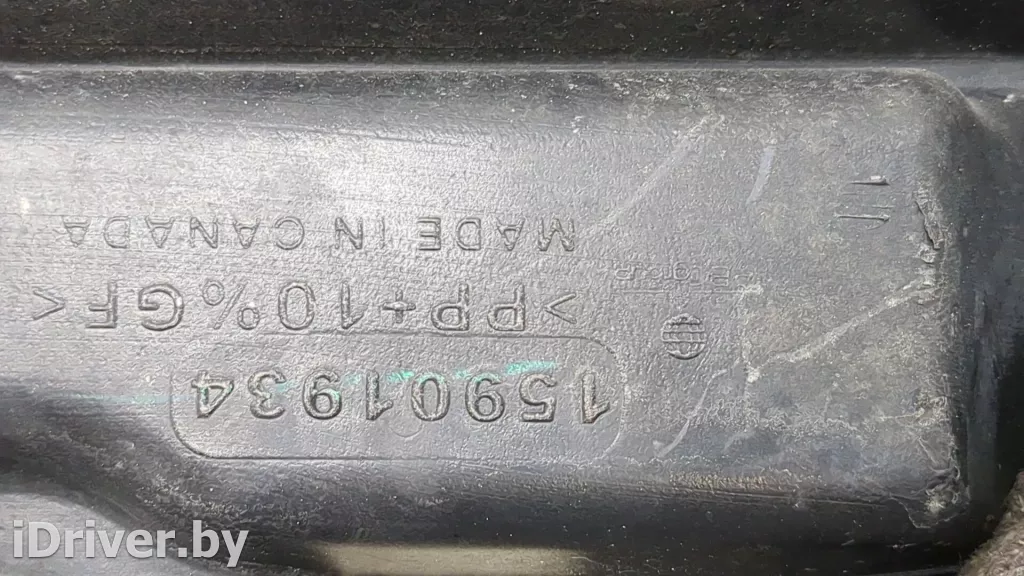 15901934
>PP+10%GF<
MADE IN CANADA
iDriver.by